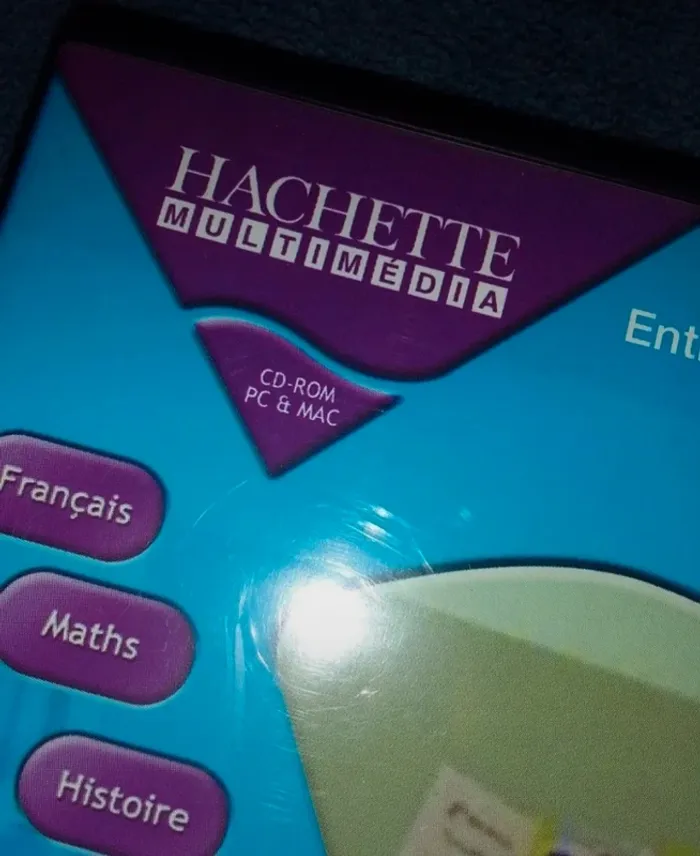 HACHETTE
MULTIMÉDIA
CD-ROM
PC & MAC
Français
Maths
Histoire